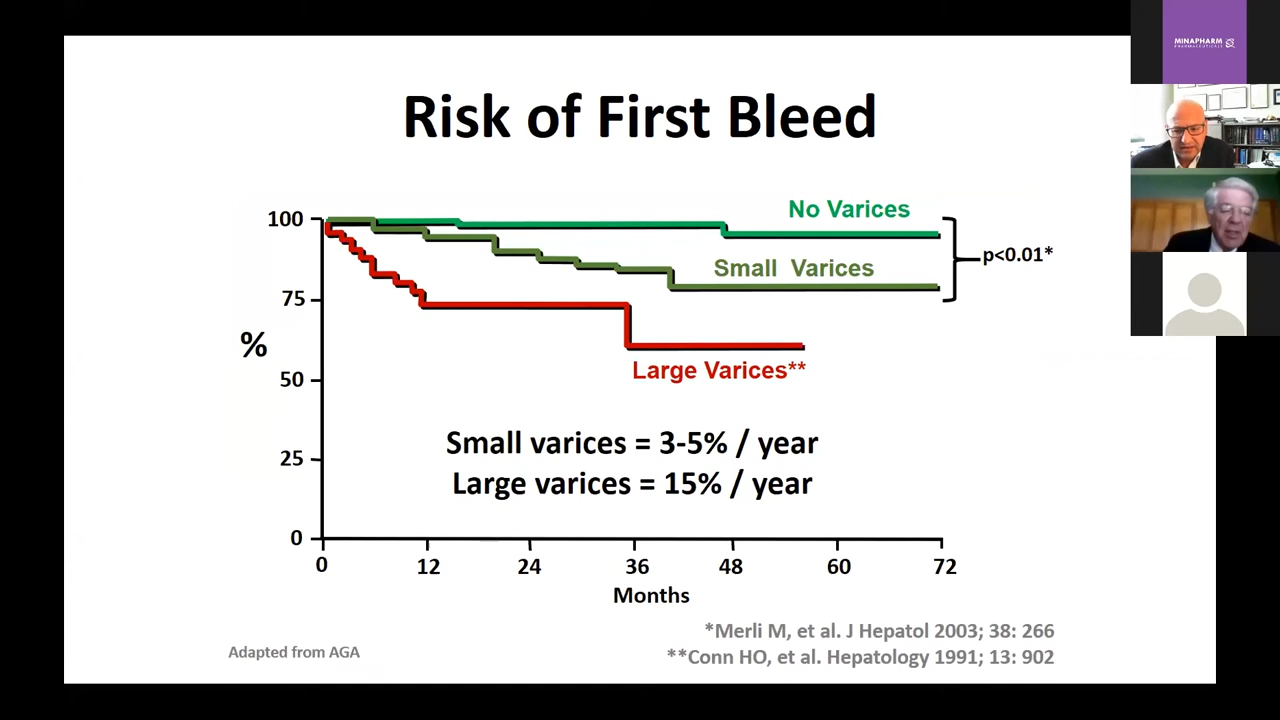 MINAPHARM
PHARMACEUTICALS
Risk of First Bleed
100
75
%
50
25
0
No Varices
p<0.01*
Small Varices
Large Varices**
Small varices = 3-5% / year
Large varices = 15% / year
0 12 24 36 48 60 72
Months
*Merli M, et al. J Hepatol 2003; 38: 266
Adapted from AGA
**Conn HO, et al. Hepatology 1991; 13: 902